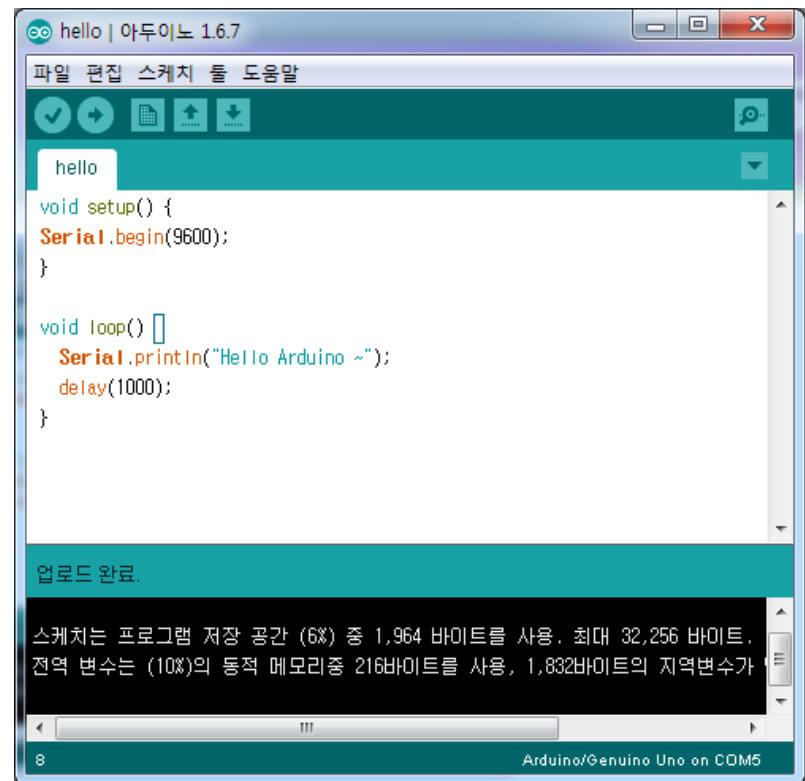 hello | 아두이노 1.6.7
파일 편집 스케치 툴 도움말
hello
void setup() {
Serial.begin(9600);
}
void loop()
Serial.println("Hello Arduino ~");
delay(1000);
}
업로드 완료.
스케치는 프로그램 저장 공간 (6%) 중 1,964 바이트를 사용. 최대 32,256 바이트.
전역 변수는 (10%)의 동적 메모리중 216바이트를 사용, 1,832바이트의 지역변수가
8
Arduino/Genuino Uno on COM5